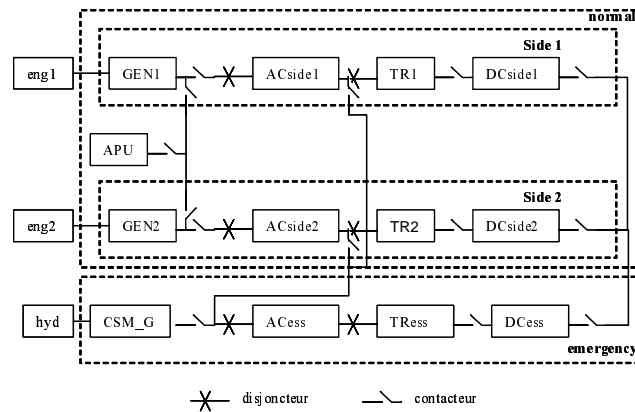 normal
Side 1
eng1
GEN1
ACside1
TR1
DCside1
APU
Side 2
eng2
GEN2
ACside2
TR2
DCside2
hyd
CSM_G
ACess
TRess
DCess
emergency
disjoncteur
contacteur